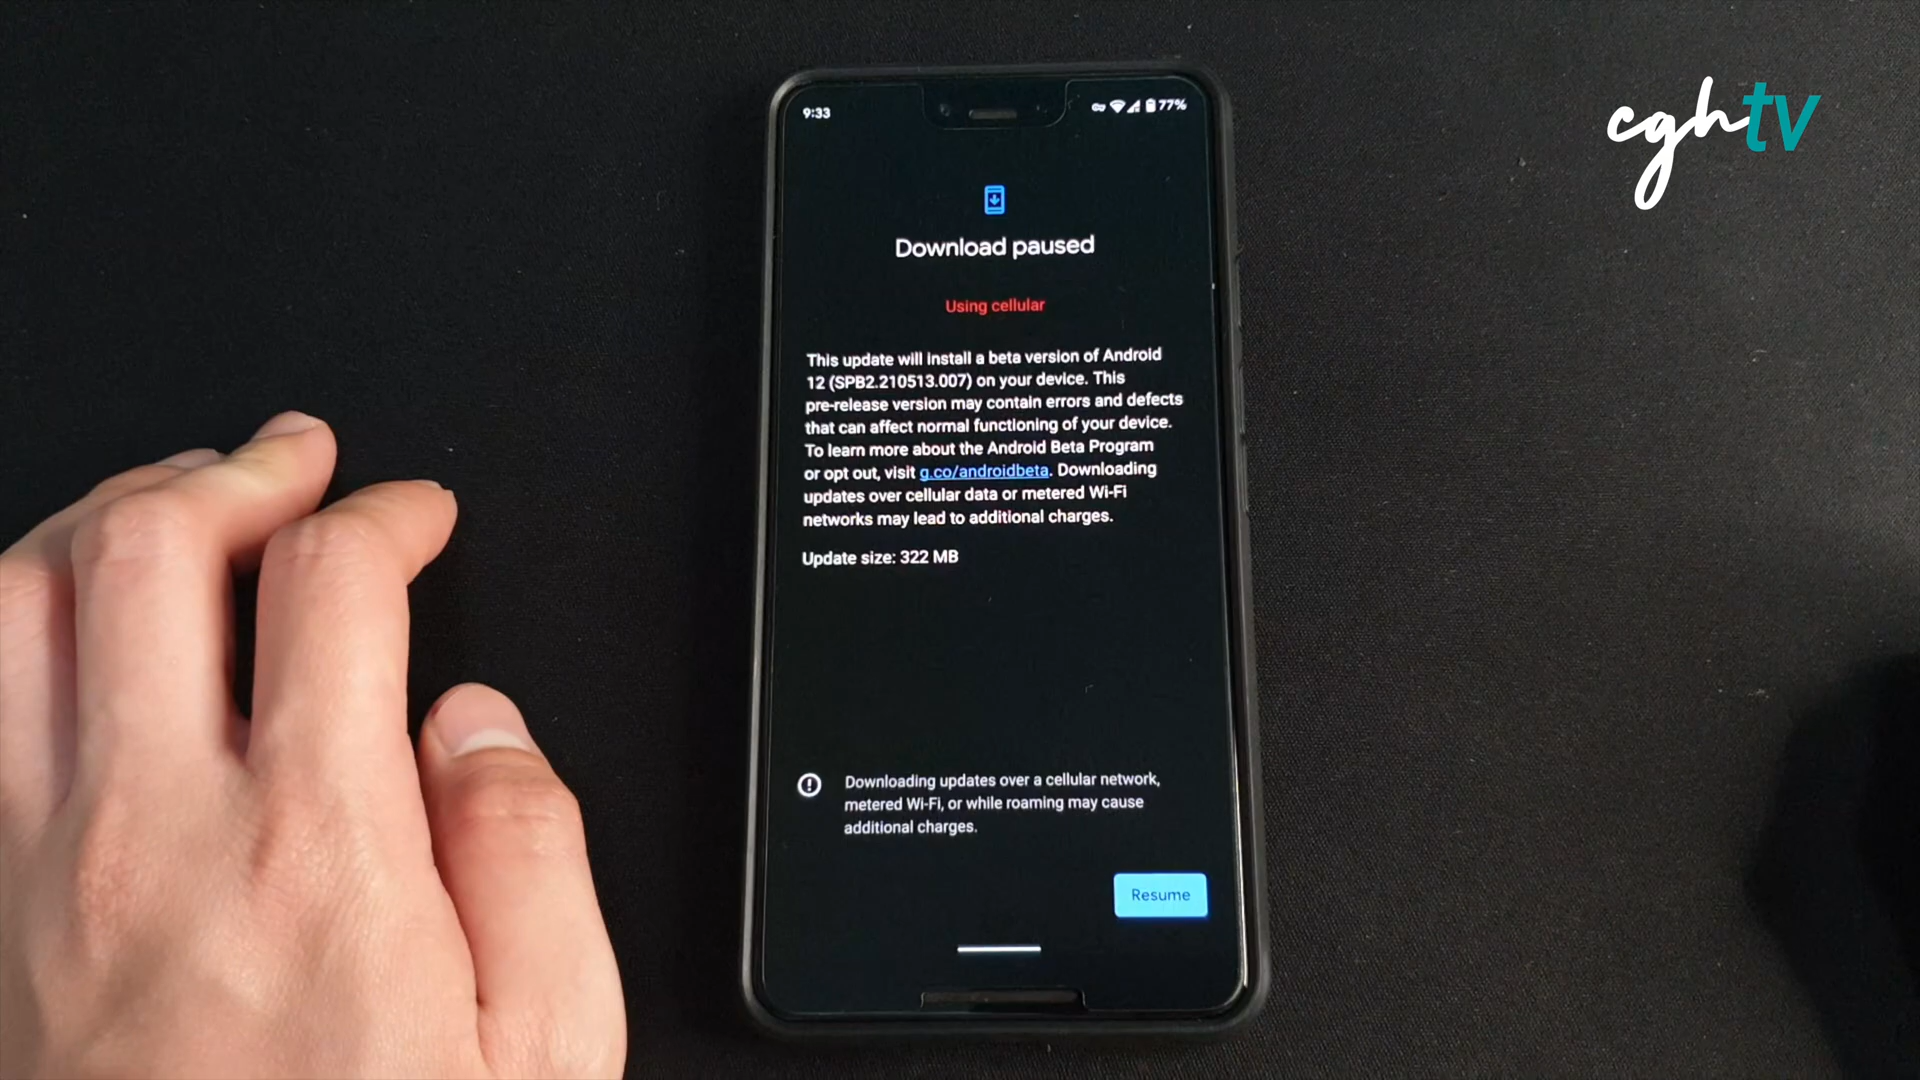 cghtv
9:33
77%
Download paused
Using cellular
This update will install a beta version of Android
12 (SPB2.210513.007) on your device. This
pre-release version may contain errors and defects
that can affect normal functioning of your device.
To learn more about the Android Beta Program
or opt out, visit g.co/androidbeta. Downloading
updates over cellular data or metered Wi-Fi
networks may lead to additional charges.
Update size: 322 MB
Downloading updates over a cellular network,
metered Wi-Fi, or while roaming may cause
additional charges.
Resume